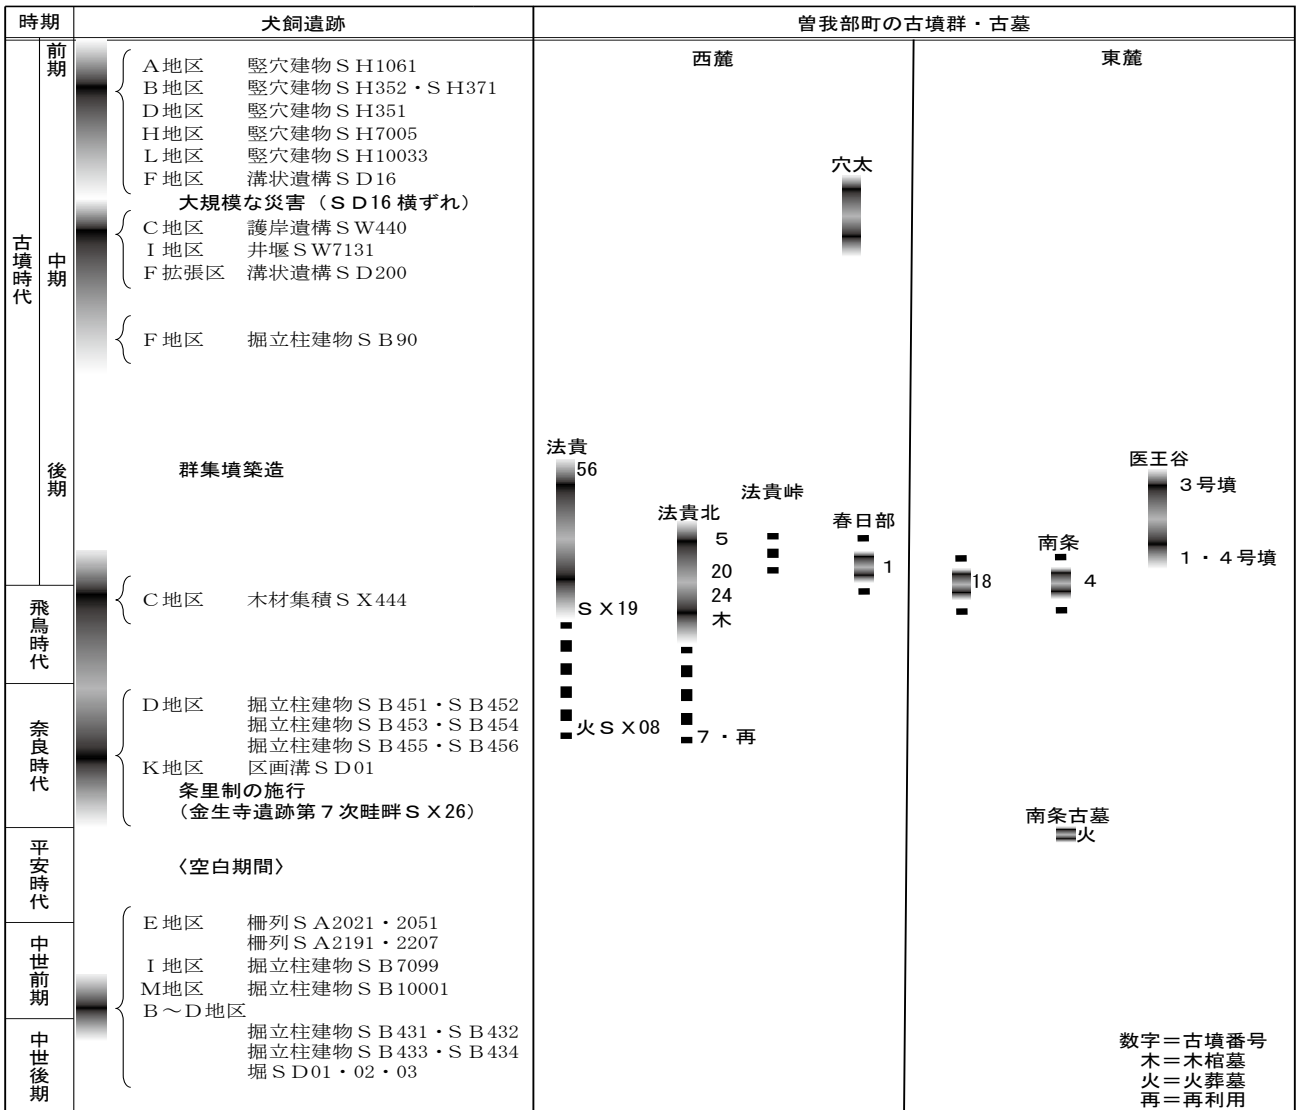 時期
犬飼遺跡
曽我部町の古墳群・古墓
古墳時代
前期
中期
後期
飛鳥時代
奈良時代
平安時代
中世前期
中世後期
A地区 竪穴建物ＳＨ1061
B地区 竪穴建物ＳＨ352・ＳＨ371
D地区 竪穴建物ＳＨ351
H地区 竪穴建物ＳＨ7005
L地区 竪穴建物ＳＨ10033
F地区 溝状遺構ＳＤ16
大規模な災害（ＳＤ16横ずれ）
C地区 護岸遺構ＳＷ440
I地区 井堰ＳＷ7131
F拡張区 溝状遺構ＳＤ200
F地区 掘立柱建物ＳＢ90
群集墳築造
C地区 木材集積ＳＸ444
D地区 掘立柱建物ＳＢ451・ＳＢ452
掘立柱建物ＳＢ453・ＳＢ454
掘立柱建物ＳＢ455・ＳＢ456
K地区 区画溝ＳＤ01
条里制の施行
（金生寺遺跡第７次畦畔ＳＸ26）
〈空白期間〉
E地区 柵列ＳＡ2021・2051
柵列ＳＡ2191・2207
I地区 掘立柱建物ＳＢ7099
M地区 掘立柱建物ＳＢ10001
B～D地区
掘立柱建物ＳＢ431・ＳＢ432
掘立柱建物ＳＢ433・ＳＢ434
堀ＳＤ01・02・03
西麓
穴太
法貴
56
ＳＸ19
火ＳＸ08
法貴北
5
20
24
木
７・再
法貴峠
春日部
1
東麓
18
南条
4
医王谷
３号墳
１・４号墳
南条古墓
火
数字＝古墳番号
木＝木棺墓
火＝火葬墓
再＝再利用